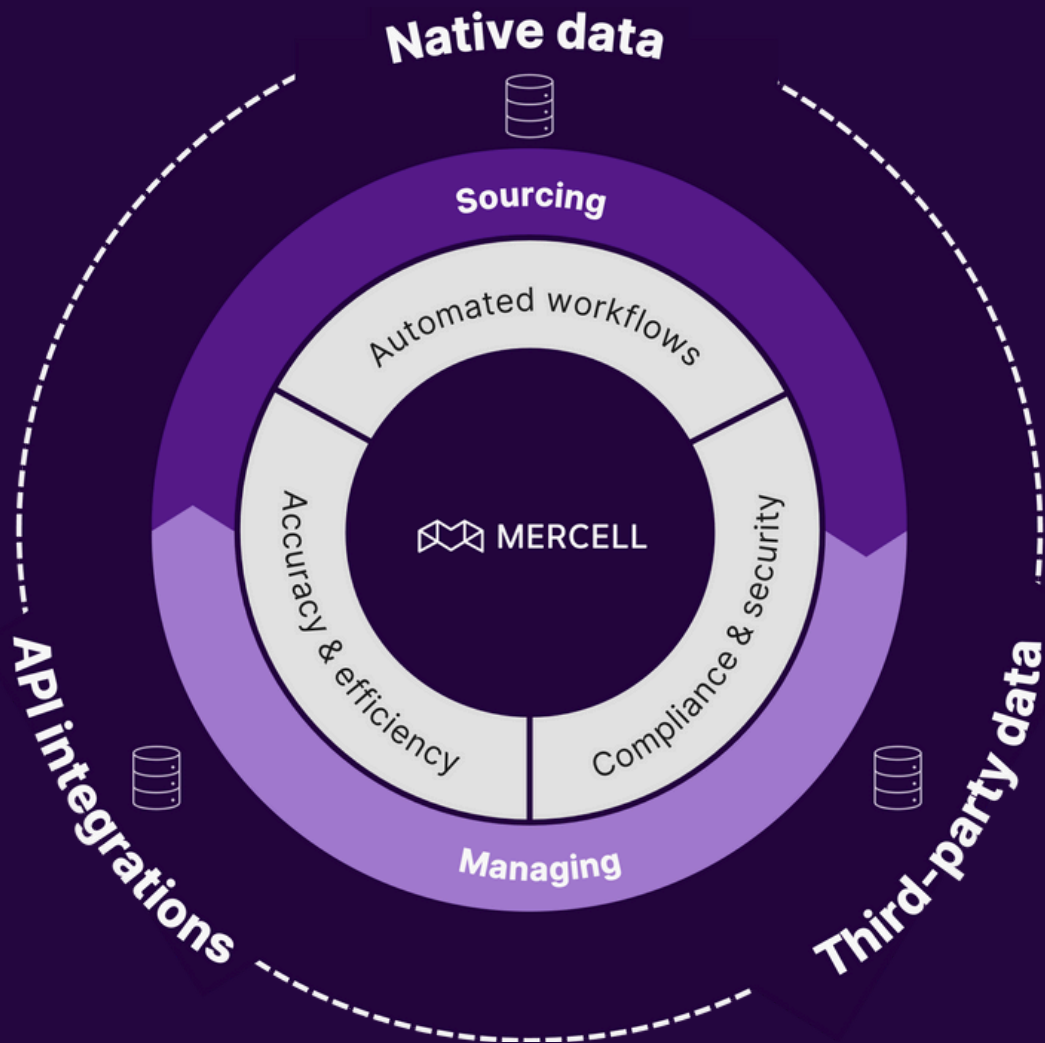 Native data
Sourcing
Automated workflows
Accuracy & efficiency
Compliance & security
MERCELL
Managing
API integrations
Third-party data